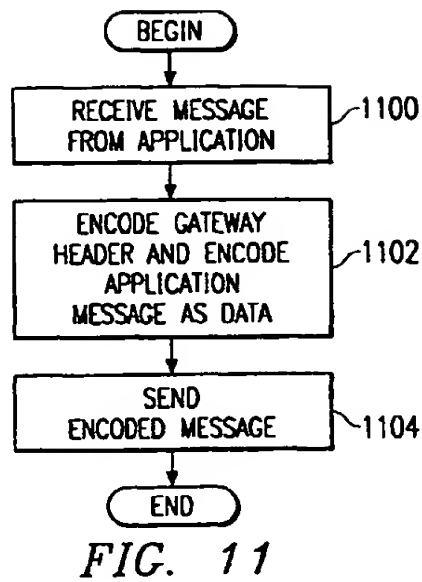 BEGIN
RECEIVE MESSAGE
FROM APPLICATION
1100
ENCODE GATEWAY
HEADER AND ENCODE
APPLICATION
MESSAGE AS DATA
1102
SEND
ENCODED MESSAGE
1104
END
FIG. 11